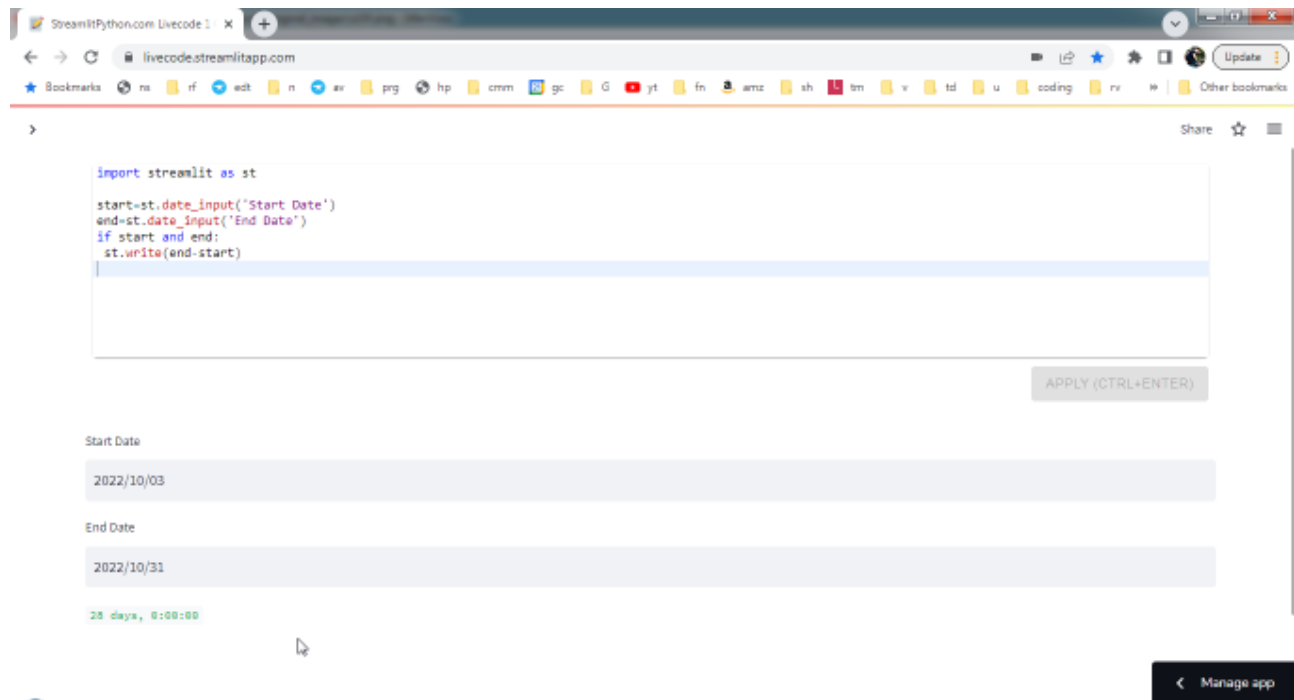 StreamlitPython.com Livecode 1
livecode.streamlitapp.com
Update
Bookmarks ns rf edt n av prg hp cmm gc G yt fn amz sh tm v td u coding rv » Other bookmarks
Share
import streamlit as st
start=st.date_input('Start Date')
end=st.date_input('End Date')
if start and end:
st.write(end-start)
APPLY (CTRL+ENTER)
Start Date
2022/10/03
End Date
2022/10/31
28 days, 0:00:00
Manage app